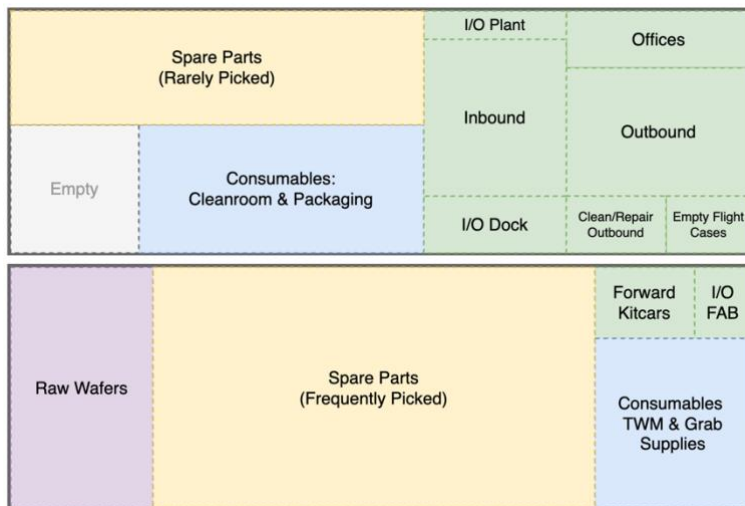 Spare Parts
(Rarely Picked)
I/O Plant
Offices
Inbound
Outbound
Empty
Consumables:
Cleanroom & Packaging
I/O Dock
Clean/Repair
Outbound
Empty Flight
Cases
Raw Wafers
Spare Parts
(Frequently Picked)
Forward
Kitcars
I/O
FAB
Consumables
TWM & Grab
Supplies